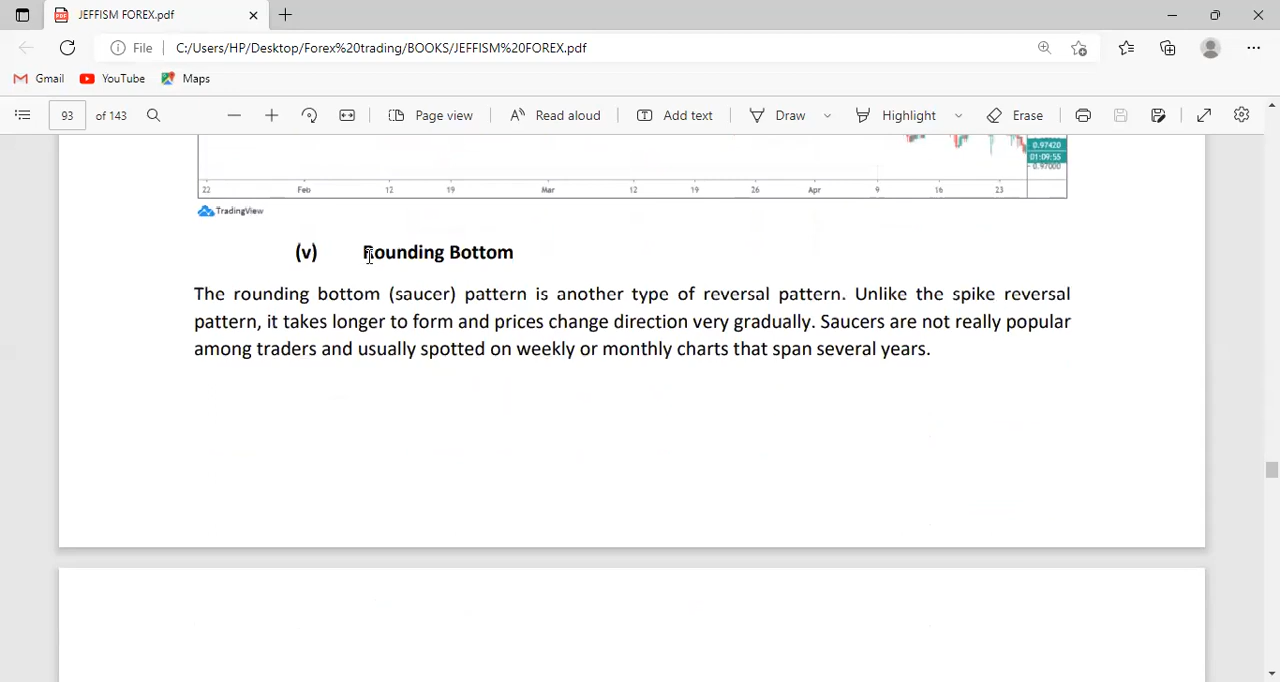 JEFFISM FOREX.pdf
File C:/Users/HP/Desktop/Forex%20trading/BOOKS/JEFFISM%20FOREX.pdf
Gmail YouTube Maps
93 of 143 Page view Read aloud Add text Draw Highlight Erase
0.97420
01:09:55
0.97000
22 Feb 12 19 Mar 12 19 26 Apr 9 16 23
TradingView
(v) Rounding Bottom
The rounding bottom (saucer) pattern is another type of reversal pattern. Unlike the spike reversal
pattern, it takes longer to form and prices change direction very gradually. Saucers are not really popular
among traders and usually spotted on weekly or monthly charts that span several years.